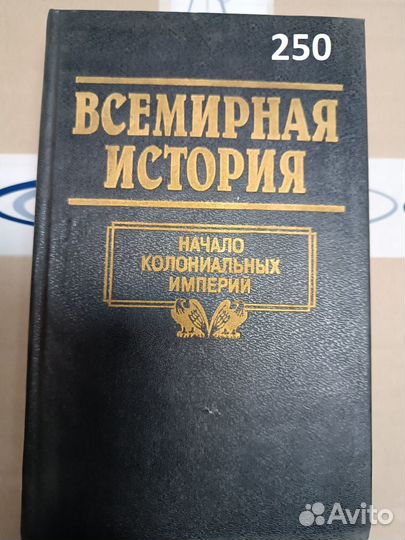 250
ВСЕМИРНАЯ
ИСТОРИЯ
НАЧАЛО
КОЛОНИАЛЬНЫХ
ИМПЕРИЙ
Avito